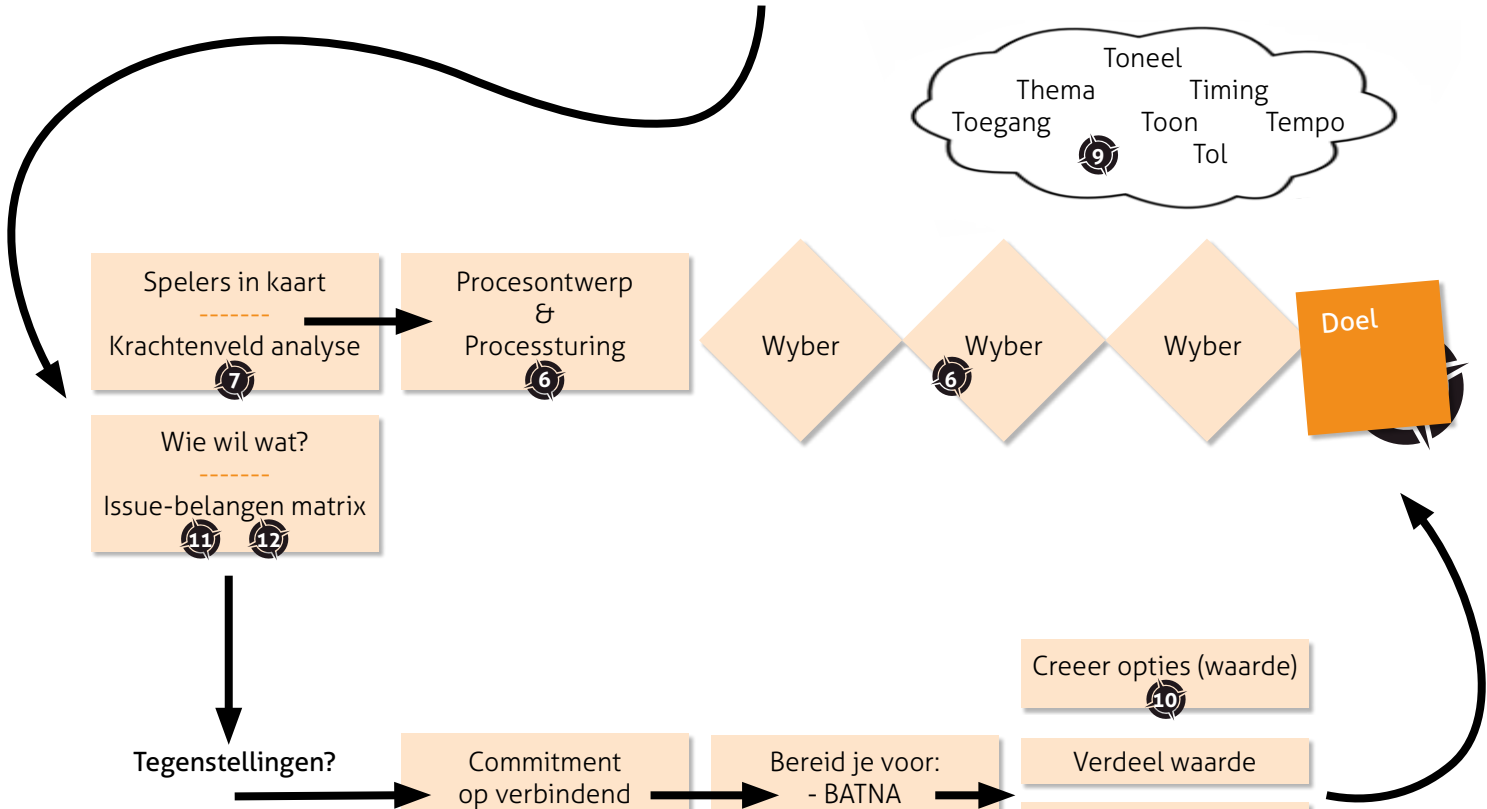 Toneel
Thema Timing
Toegang Toon Tempo
9 Tol
Spelers in kaart
-------
Krachtenveld analyse
7
Procesontwerp
&
Processturing
6
Wyber
Wyber
6
Wyber
Doel
Wie wil wat?
-------
Issue-belangen matrix
11 12
Creeer opties (waarde)
10
Tegenstellingen?
Commitment
op verbindend
Bereid je voor:
- BATNA
Verdeel waarde